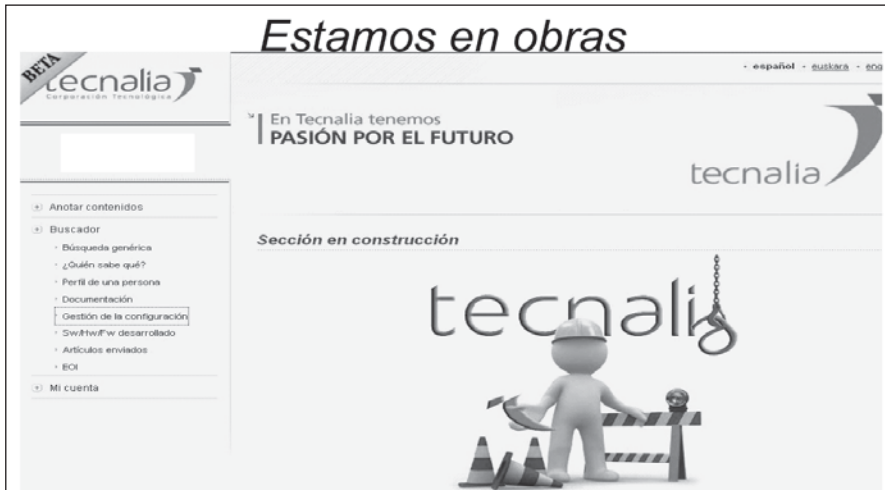 Estamos en obras
BETA
tecnalia
Corporación Tecnológica
español · euskara · eng
En Tecnalia tenemos
PASIÓN POR EL FUTURO
tecnalia
Anotar contenidos
Buscador
Búsqueda genérica
¿Quién sabe qué?
Perfil de una persona
Documentación
Gestión de la configuración
Sw/Hw/Fw desarrollado
Artículos enviados
EOI
Mi cuenta
Sección en construcción
tecnalia